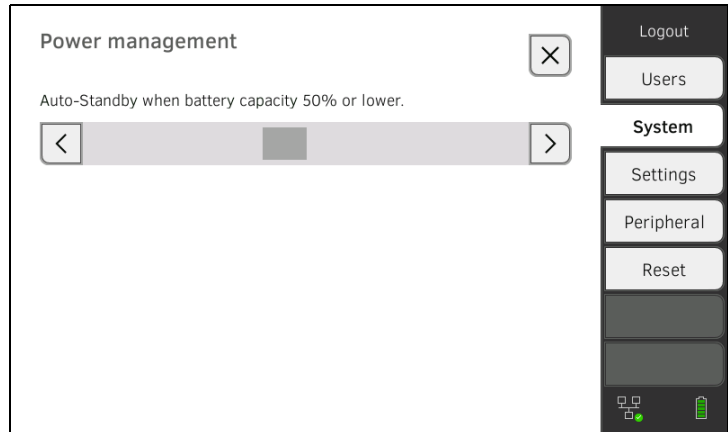 Power management
Auto-Standby when battery capacity 50% or lower.
Logout
Users
System
Settings
Peripheral
Reset